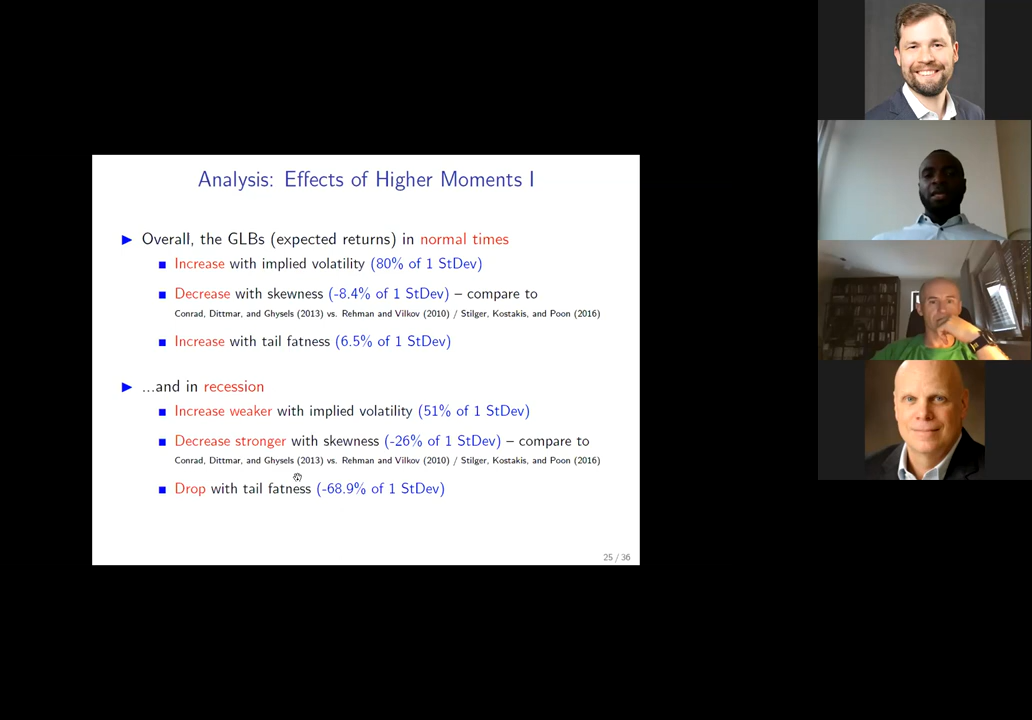 Analysis: Effects of Higher Moments I
▶ Overall, the GLBs (expected returns) in normal times
■ Increase with implied volatility (80% of 1 StDev)
■ Decrease with skewness (-8.4% of 1 StDev) – compare to
Conrad, Dittmar, and Ghysels (2013) vs. Rehman and Vilkov (2010) / Stilger, Kostakis, and Poon (2016)
■ Increase with tail fatness (6.5% of 1 StDev)
▶ ...and in recession
■ Increase weaker with implied volatility (51% of 1 StDev)
■ Decrease stronger with skewness (-26% of 1 StDev) – compare to
Conrad, Dittmar, and Ghysels (2013) vs. Rehman and Vilkov (2010) / Stilger, Kostakis, and Poon (2016)
■ Drop with tail fatness (-68.9% of 1 StDev)
25 / 36